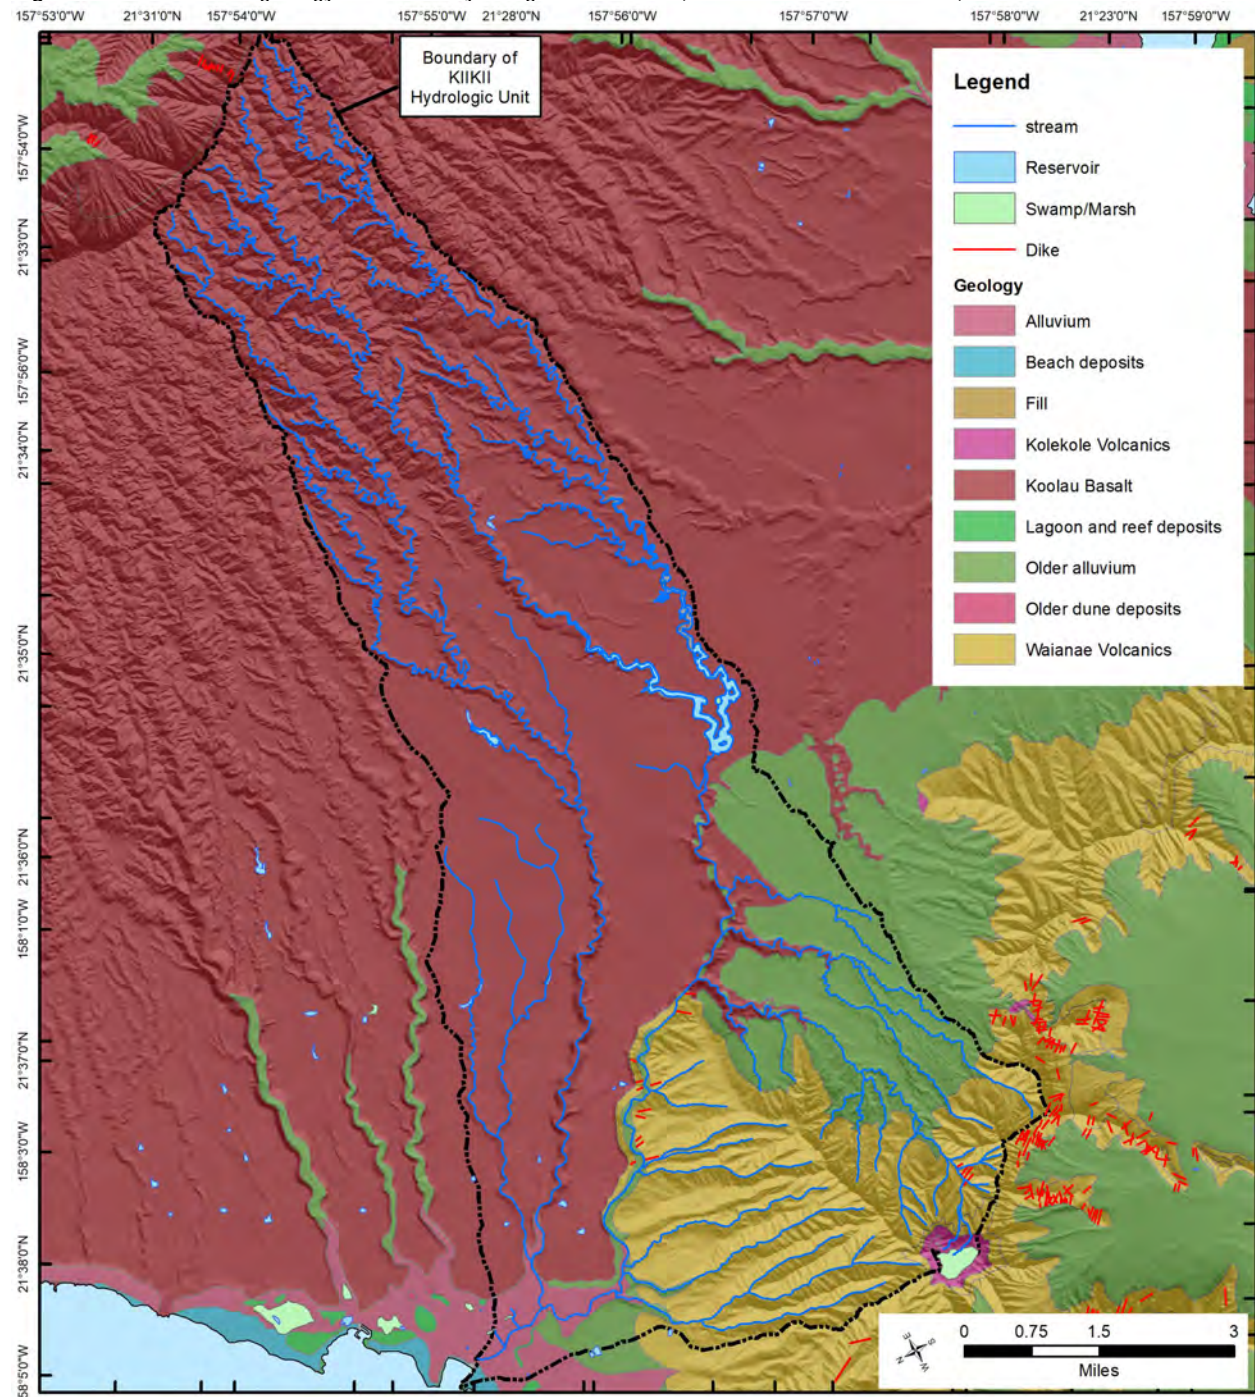 157°53'0"W
21°31'0"N
157°54'0"W
157°55'0"W
21°28'0"N
157°56'0"W
157°57'0"W
157°58'0"W
21°23'0"N
157°59'0"W
Boundary of
KIIKII
Hydrologic Unit
157°54'0"W
21°33'0"N
157°56'0"W
21°34'0"N
21°35'0"N
21°36'0"N
158°1'0"W
21°37'0"N
158°3'0"W
21°38'0"N
58°5'0"W
Legend
stream
Reservoir
Swamp/Marsh
Dike
Geology
Alluvium
Beach deposits
Fill
Kolekole Volcanics
Koolau Basalt
Lagoon and reef deposits
Older alluvium
Older dune deposits
Waianae Volcanics
N
E
S
W
0 0.75 1.5 3
Miles